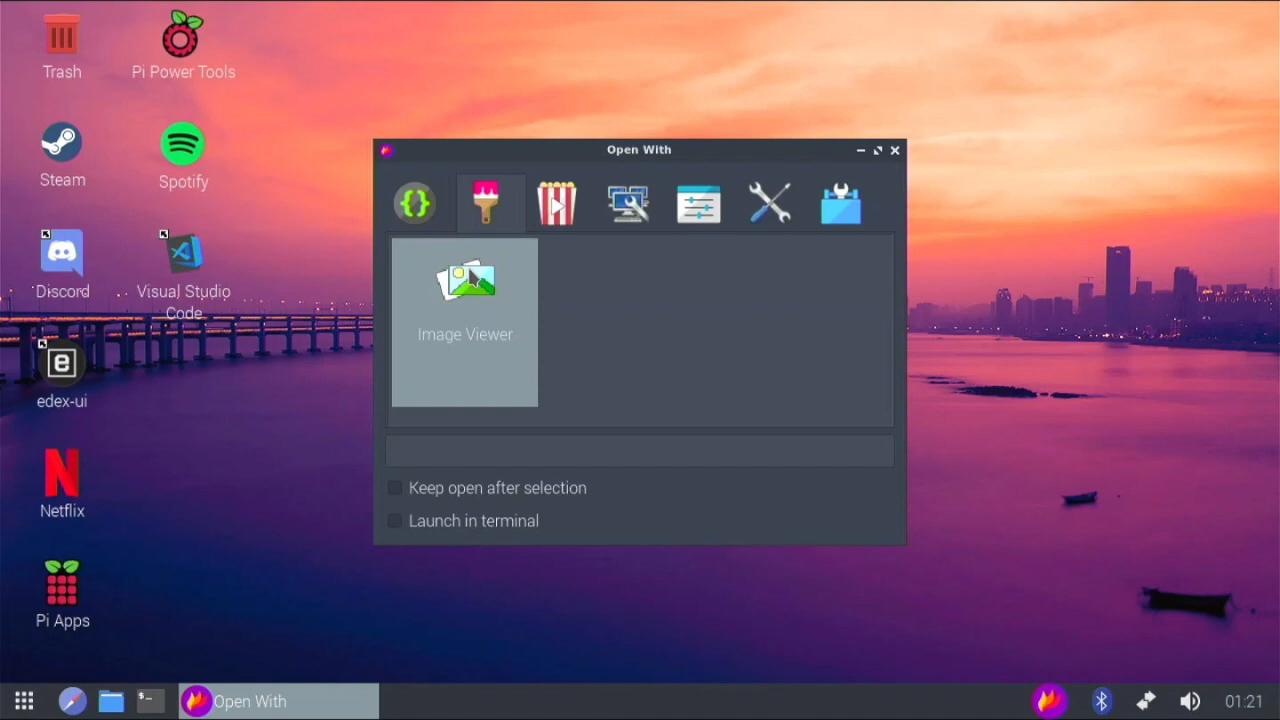 Trash
Pi Power Tools
Steam
Spotify
Discord
Visual Studio
Code
e
edex-ui
N
Netflix
Pi Apps
Open With
Image Viewer
Keep open after selection
Launch in terminal
$-
Open With
01:21